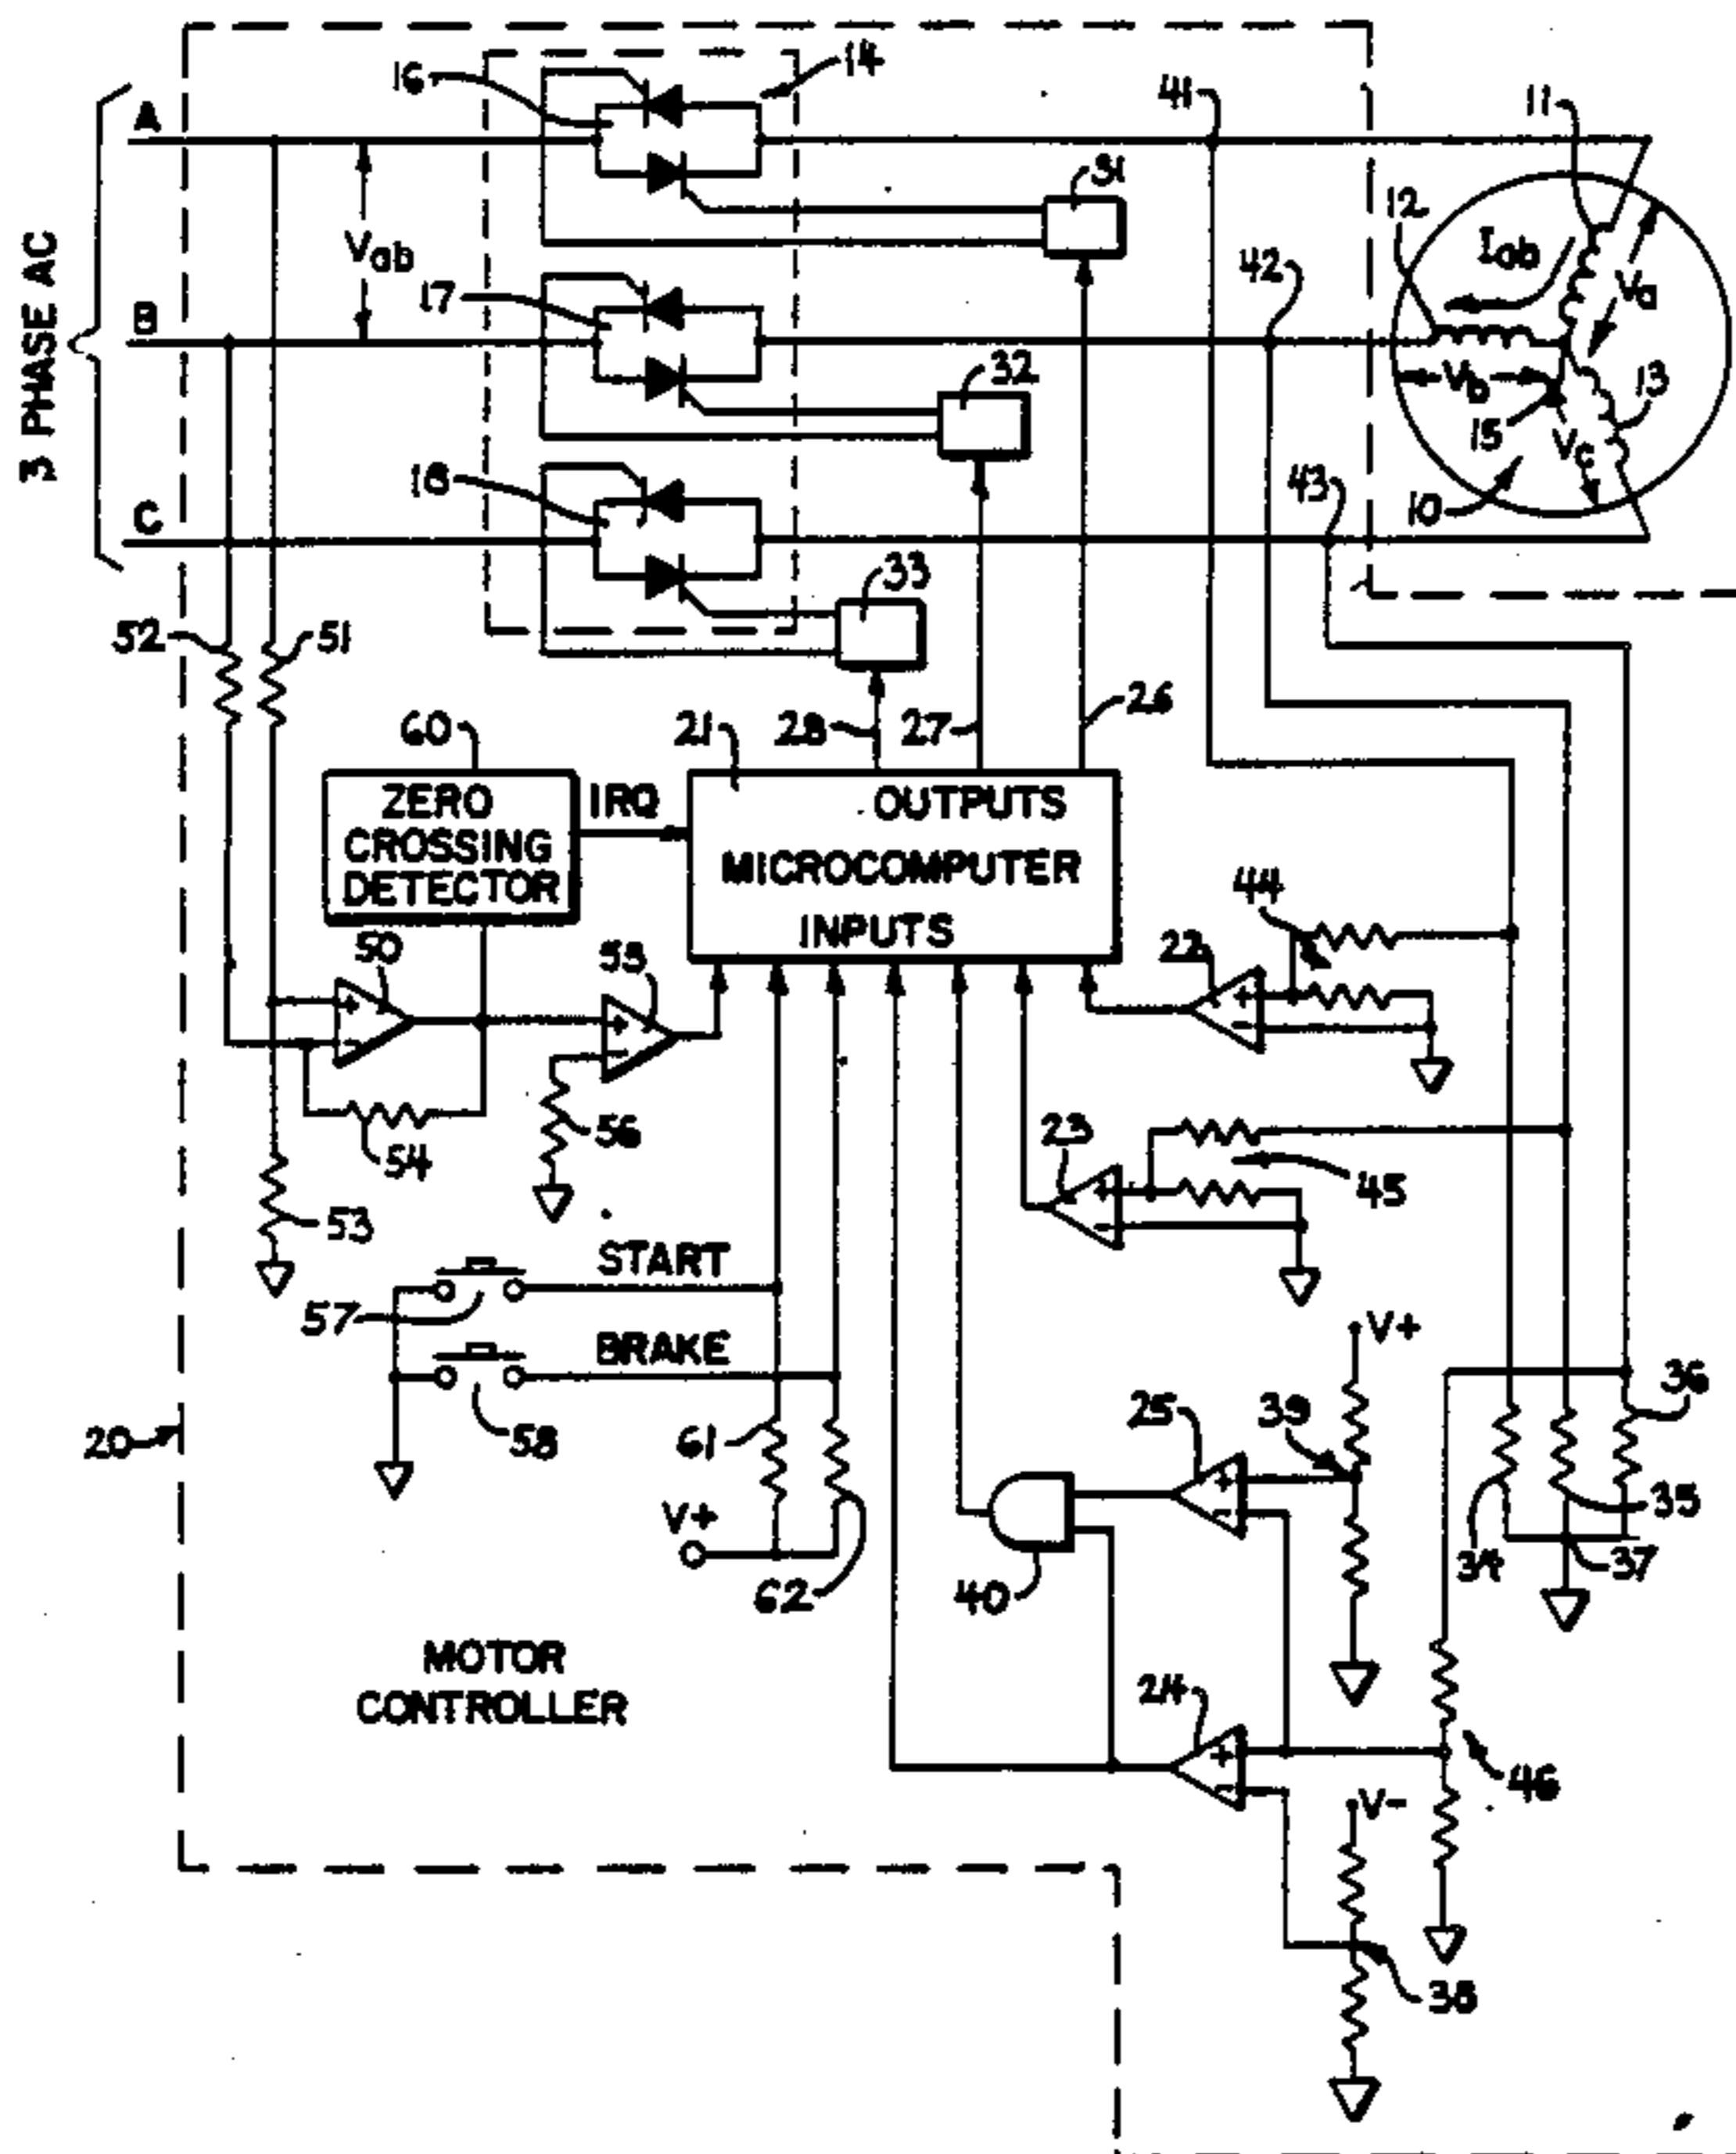 16
14
41
11
A
31
12
Iab
Vab
Va
17
42
3 PHASE AC
B
32
Vb
13
15
Vc
18
43
10
C
33
52
51
26
60
21
28
27
ZERO
CROSSING
DETECTOR
IRQ
OUTPUTS
MICROCOMPUTER
INPUTS
44
50
55
22
+
-
+
-
+
-
56
23
54
45
+
-
53
START
57
V+
BRAKE
36
25
39
20
58
61
+
-
V+
35
34
37
62
40
MOTOR
CONTROLLER
24
+
-
46
V-
38